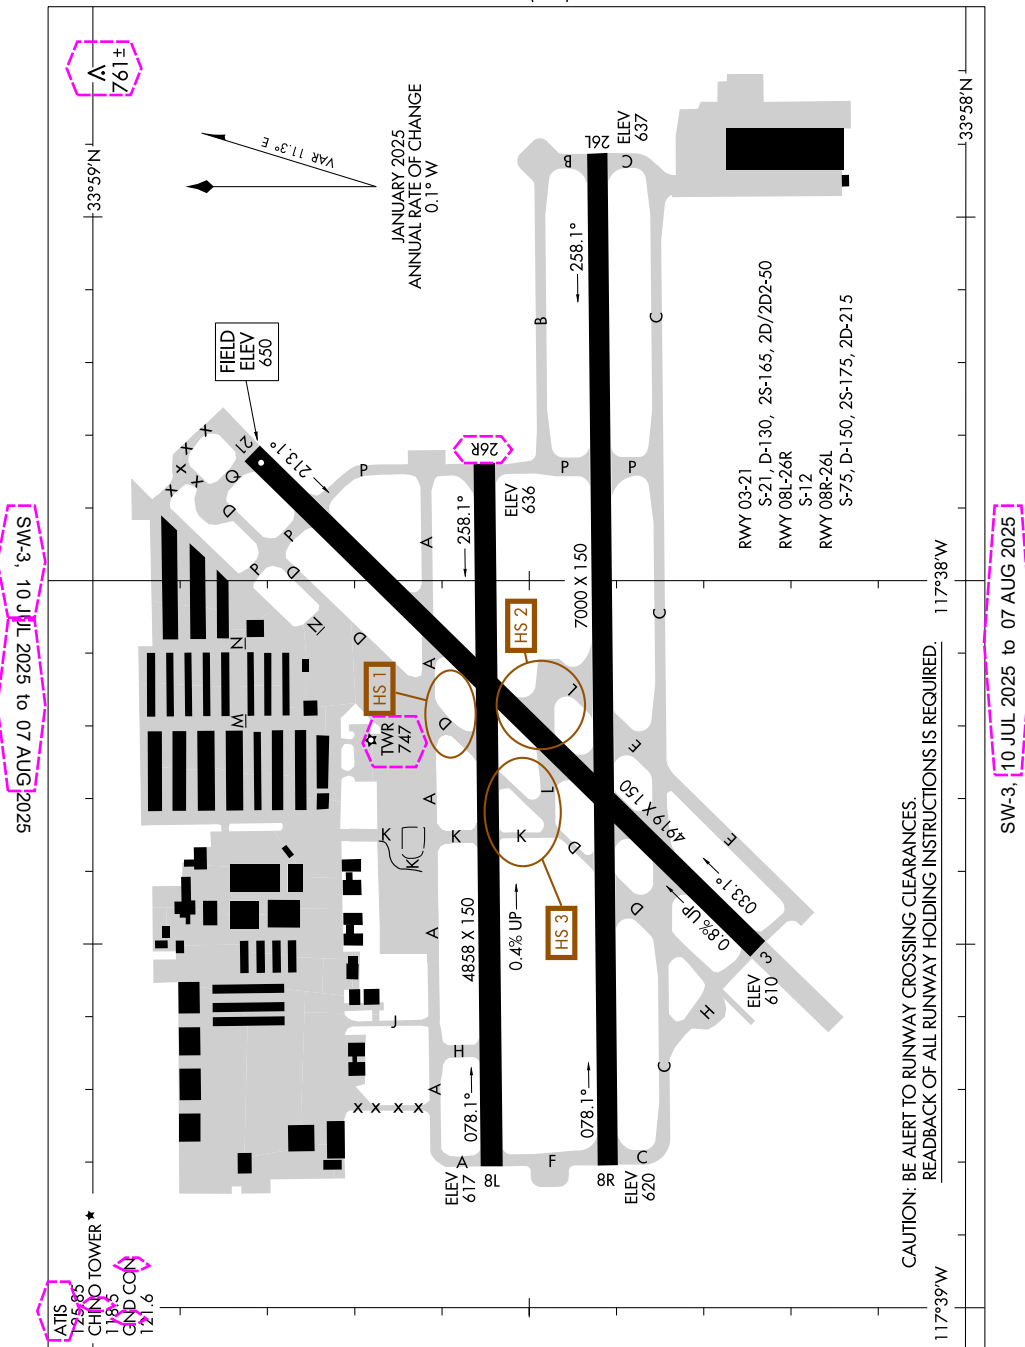 SW-3, 10 JUL 2025 to 07 AUG 2025
ATIS
125.85
CHINO TOWER
118.5
GND CON
121.6
761±
33°59'N
VAR 11.3° E
JANUARY 2025
ANNUAL RATE OF CHANGE
0.1° W
FIELD
ELEV
650
21
213.1°
Q
D
P
P
D
P
N
Z
W
D
HS 1
TWR
747
A
A
D
A
K
K
K
A
J
H
A
A
26R
ELEV
636
258.1°
HS 2
L
L
K
D
HS 3
4858 X 150
0.4% UP
078.1°
ELEV
617
8L
F
B
26L
C
ELEV
637
258.1°
B
C
P
P
7000 X 150
C
E
4919 X 150
E
033.1°
0.8% UP
D
3
ELEV
610
H
C
078.1°
8R
C
ELEV
620
RWY 03-21
S-21, D-130, 2S-165, 2D/2D2-50
RWY 08L-26R
S-12
RWY 08R-26L
S-75, D-150, 2S-175, 2D-215
CAUTION: BE ALERT TO RUNWAY CROSSING CLEARANCES.
READBACK OF ALL RUNWAY HOLDING INSTRUCTIONS IS REQUIRED.
33°58'N
117°38'W
117°39'W
x x x x
x x x x x
SW-3, 10 JUL 2025 to 07 AUG 2025